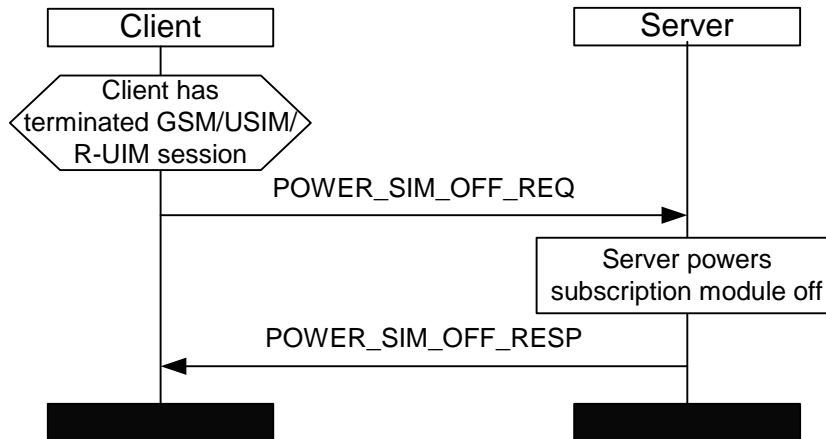 Client
Server
Client has
terminated GSM/USIM/
R-UIM session
POWER_SIM_OFF_REQ
Server powers
subscription module off
POWER_SIM_OFF_RESP